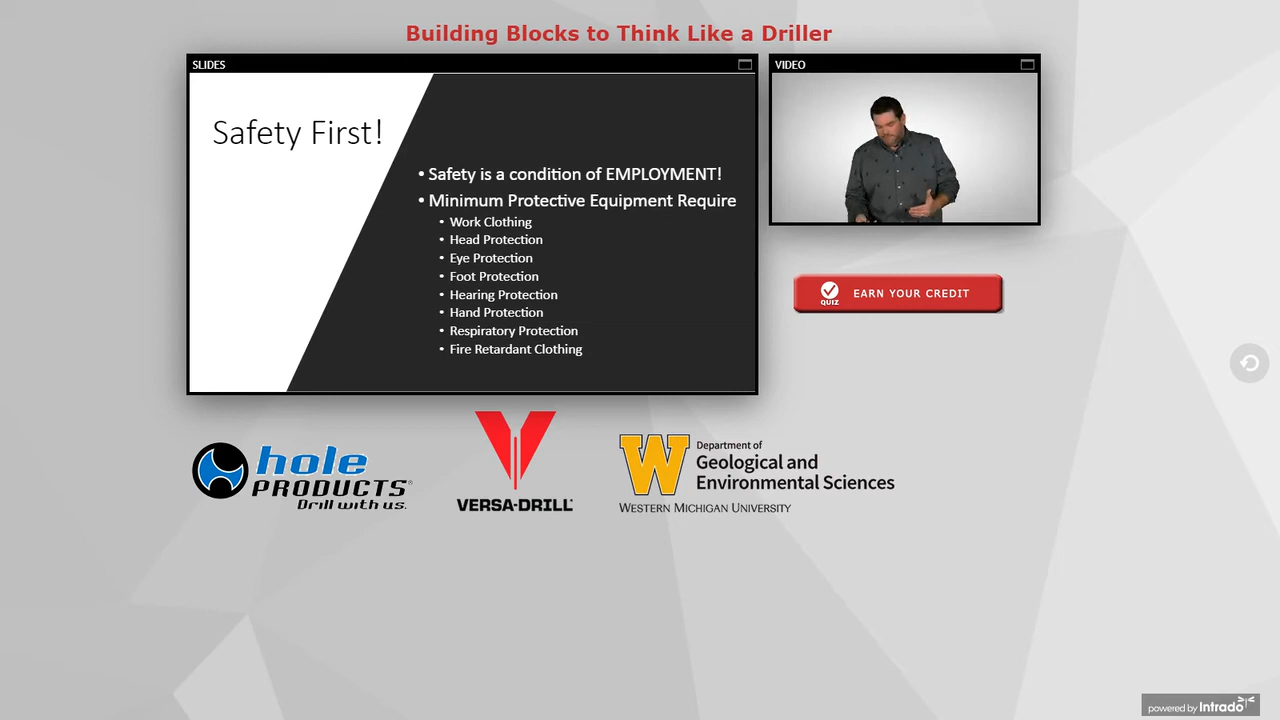 Building Blocks to Think Like a Driller
SLIDES
Safety First!
• Safety is a condition of EMPLOYMENT!
• Minimum Protective Equipment Require
• Work Clothing
• Head Protection
• Eye Protection
• Foot Protection
• Hearing Protection
• Hand Protection
• Respiratory Protection
• Fire Retardant Clothing
VIDEO
QUIZ
EARN YOUR CREDIT
hole
PRODUCTS®
Drill with us.
VERSA-DRILL®
W
Department of
Geological and
Environmental Sciences
WESTERN MICHIGAN UNIVERSITY
powered by Intrado